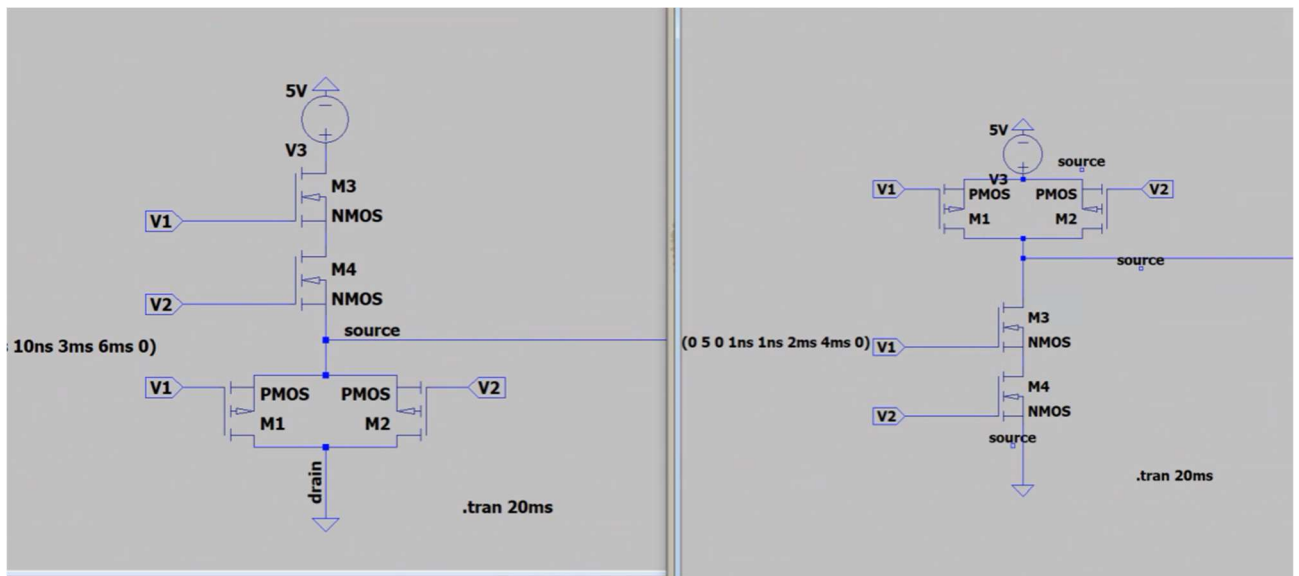 5V
V3
M3
NMOS
V1
M4
NMOS
V2
source
10ns 3ms 6ms 0)
V1
PMOS
PMOS
V2
M1
M2
drain
.tran 20ms
5V
source
V3
V1
PMOS
PMOS
V2
M1
M2
source
M3
NMOS
(0 5 0 1ns 1ns 2ms 4ms 0)
V1
M4
NMOS
V2
source
.tran 20ms